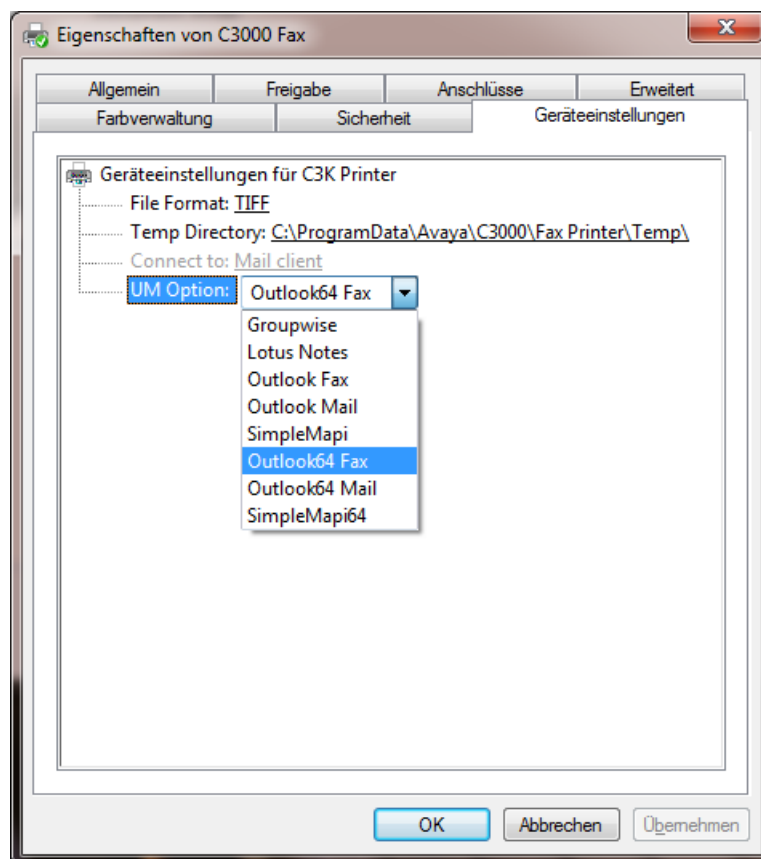 Eigenschaften von C3000 Fax
Allgemein Freigabe Anschlüsse Erweitert
Farbverwaltung Sicherheit Geräteeinstellungen
Geräteeinstellungen für C3K Printer
File Format: TIFF
Temp Directory: C:\ProgramData\Avaya\C3000\Fax Printer\Temp\
Connect to: Mail client
UM Option: Outlook64 Fax
Groupwise
Lotus Notes
Outlook Fax
Outlook Mail
SimpleMapi
Outlook64 Fax
Outlook64 Mail
SimpleMapi64
OK Abbrechen Übernehmen